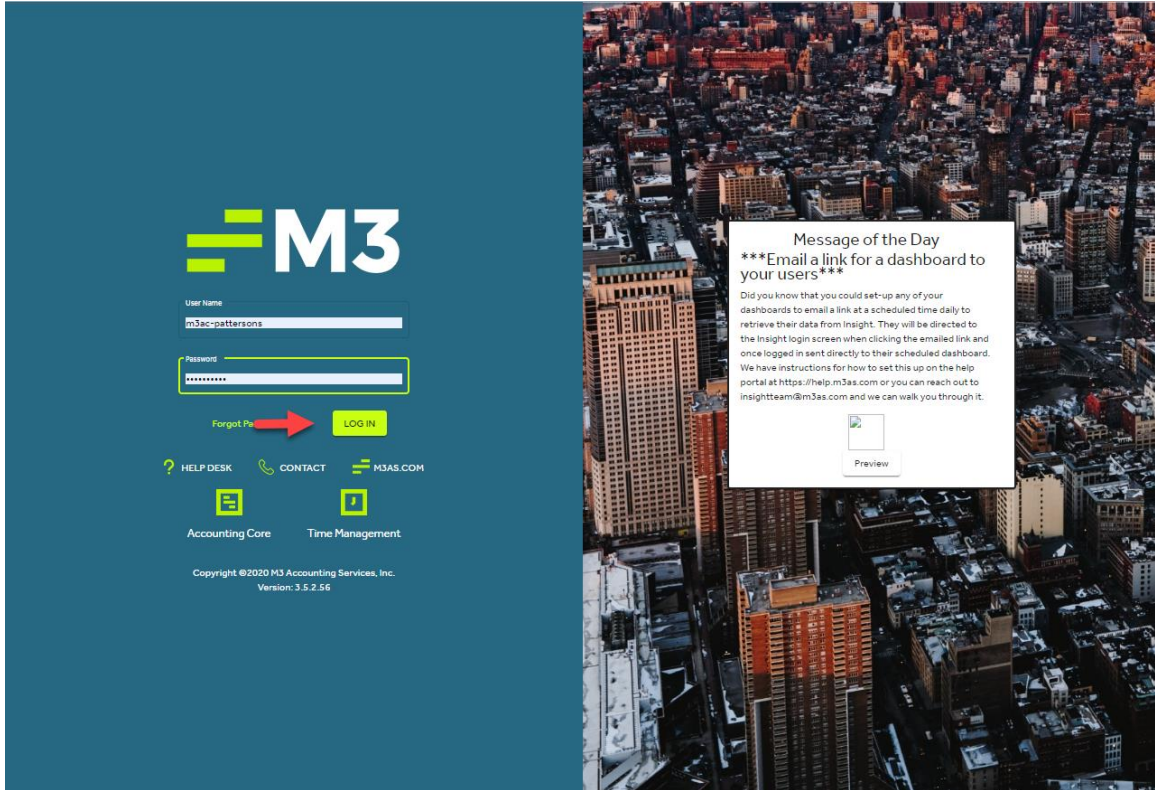 M3
User Name
m3ac-pattersons
Password
••••••••••
Forgot Pa
LOG IN
? HELP DESK
CONTACT
M3AS.COM
Accounting Core
Time Management
Copyright ©2020 M3 Accounting Services, Inc.
Version: 3.5.2.56
Message of the Day
***Email a link for a dashboard to
your users***
Did you know that you could set-up any of your
dashboards to email a link at a scheduled time daily to
retrieve their data from Insight. They will be directed to
the Insight login screen when clicking the emailed link and
once logged in sent directly to their scheduled dashboard.
We have instructions for how to set this up on the help
portal at https://help.m3as.com or you can reach out to
insightteam@m3as.com and we can walk you through it.
Preview